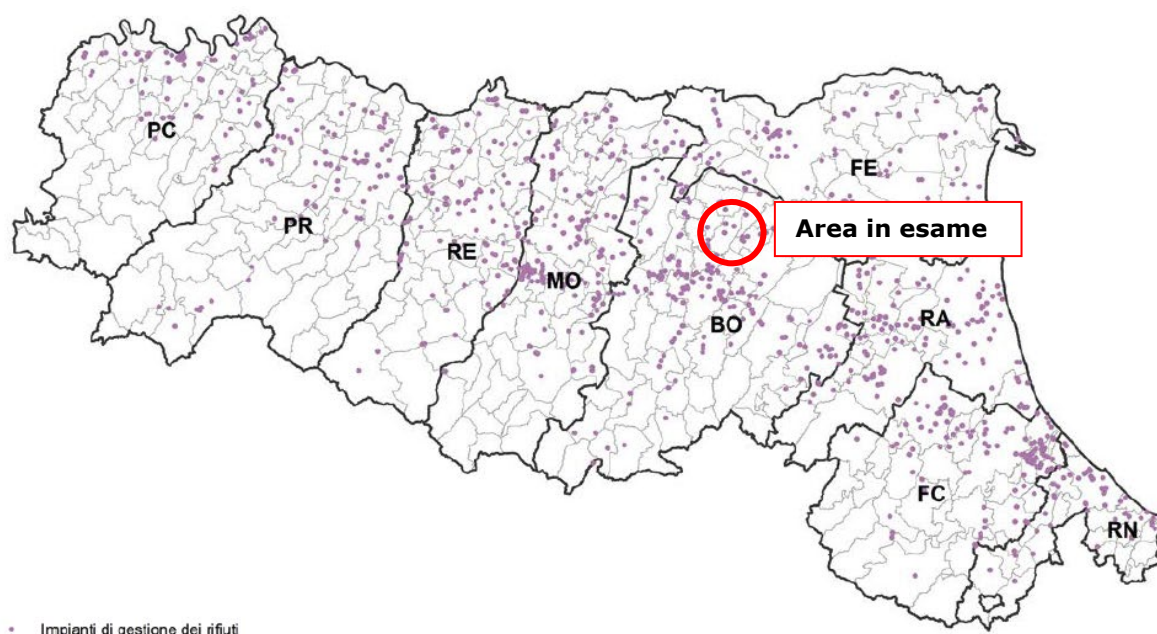 PC
PR
RE
MO
FE
Area in esame
BO
RA
FC
RN
Impianti di gestione dei rifiuti